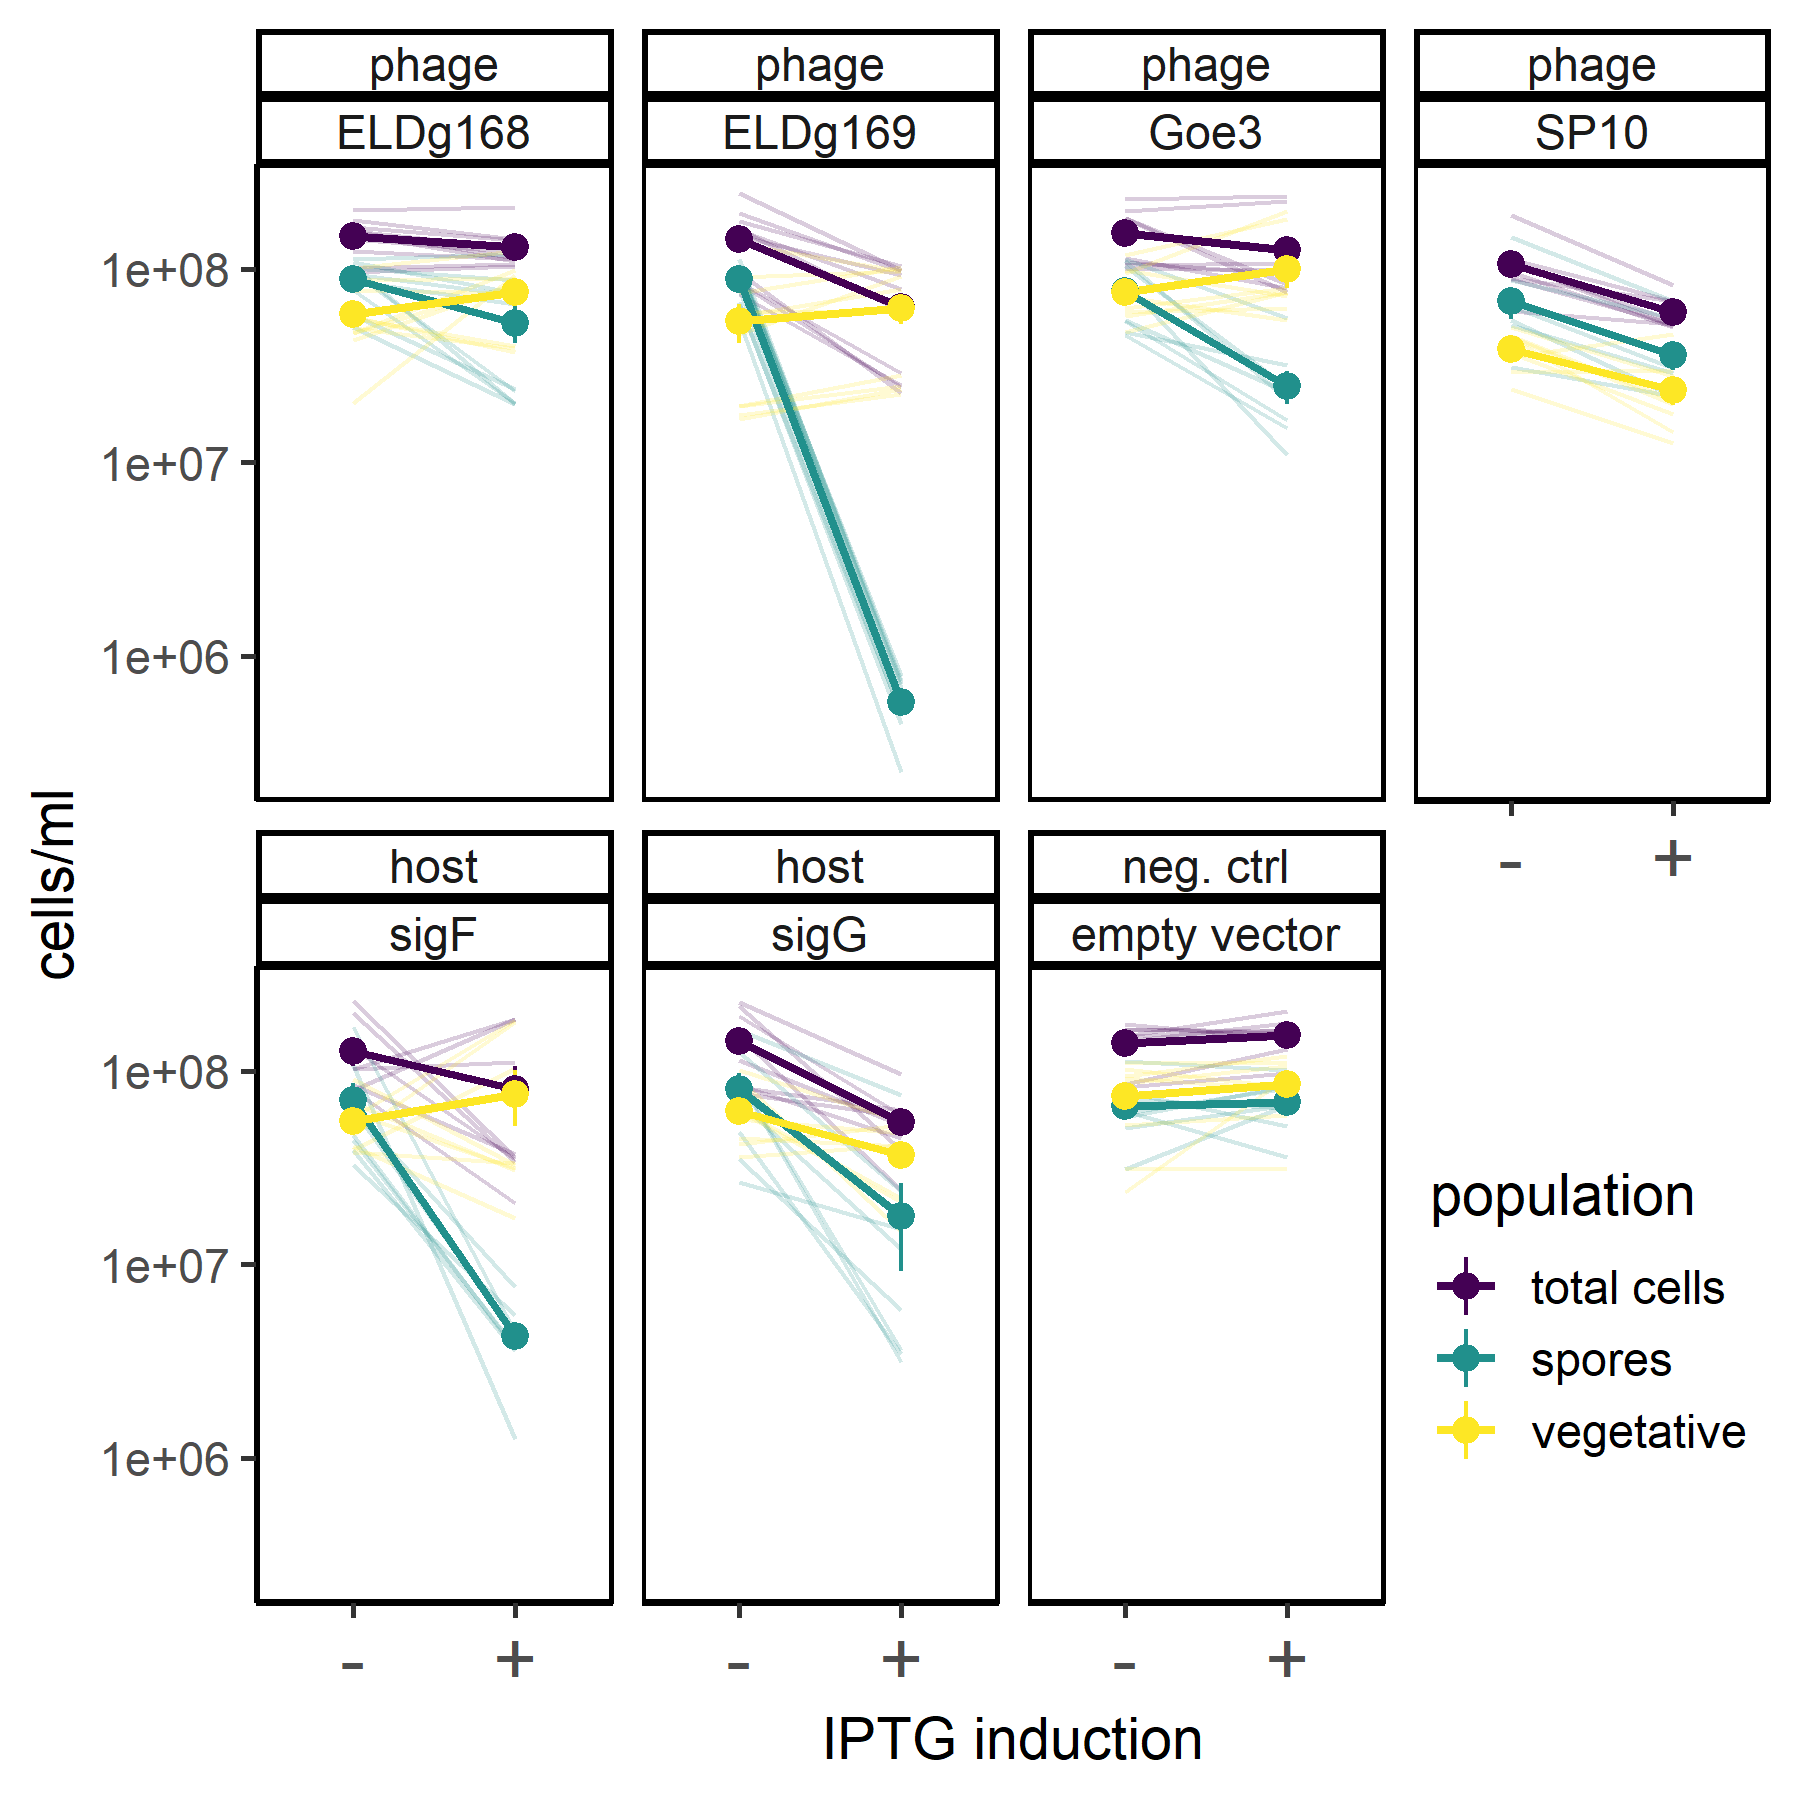 phage
phage
phage
phage
ELDg168
ELDg169
Goe3
SP10
1e+08
1e+07
1e+06
- +
cells/ml
host
host
neg. ctrl
sigF
sigG
empty vector
1e+08
1e+07
1e+06
- +
- +
- +
IPTG induction
population
total cells
spores
vegetative